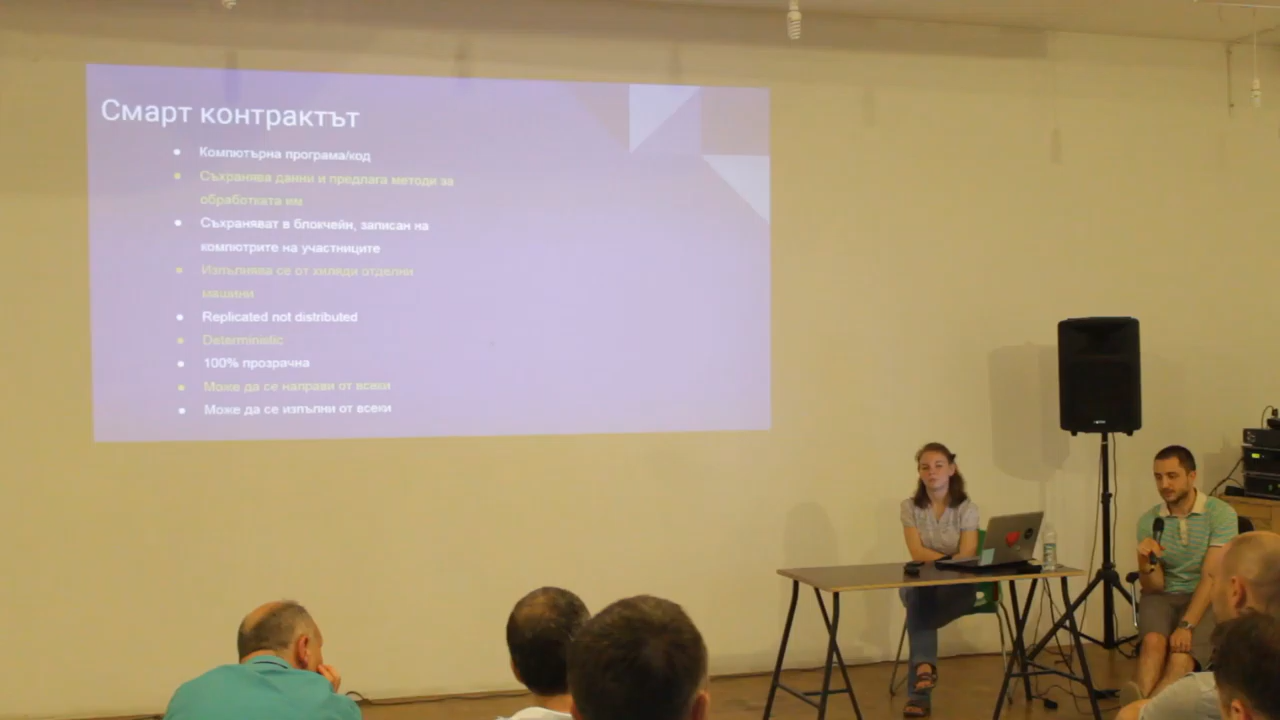 Смарт контрактът
Компютърна програма/код
Съхранява данни и предлага методи за
обработката им
Съхраняват в блокчейн, записан на
компютрите на участниците
Изпълнява се от хиляди отделни
машини
Replicated not distributed
Deterministic
100% прозрачна
Може да се направи от всеки
Може да се изпълни от всеки